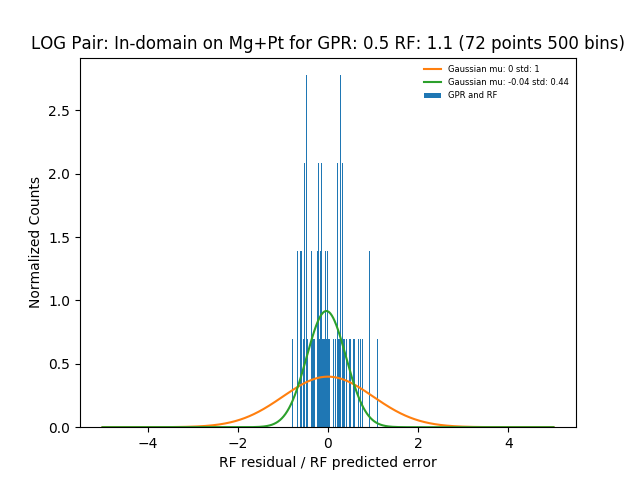 LOG Pair: In-domain on Mg+Pt for GPR: 0.5 RF: 1.1 (72 points 500 bins)
Gaussian mu: 0 std: 1
Gaussian mu: -0.04 std: 0.44
GPR and RF
Normalized Counts
2.5
2.0
1.5
1.0
0.5
0.0
−4 −2 0 2 4
RF residual / RF predicted error